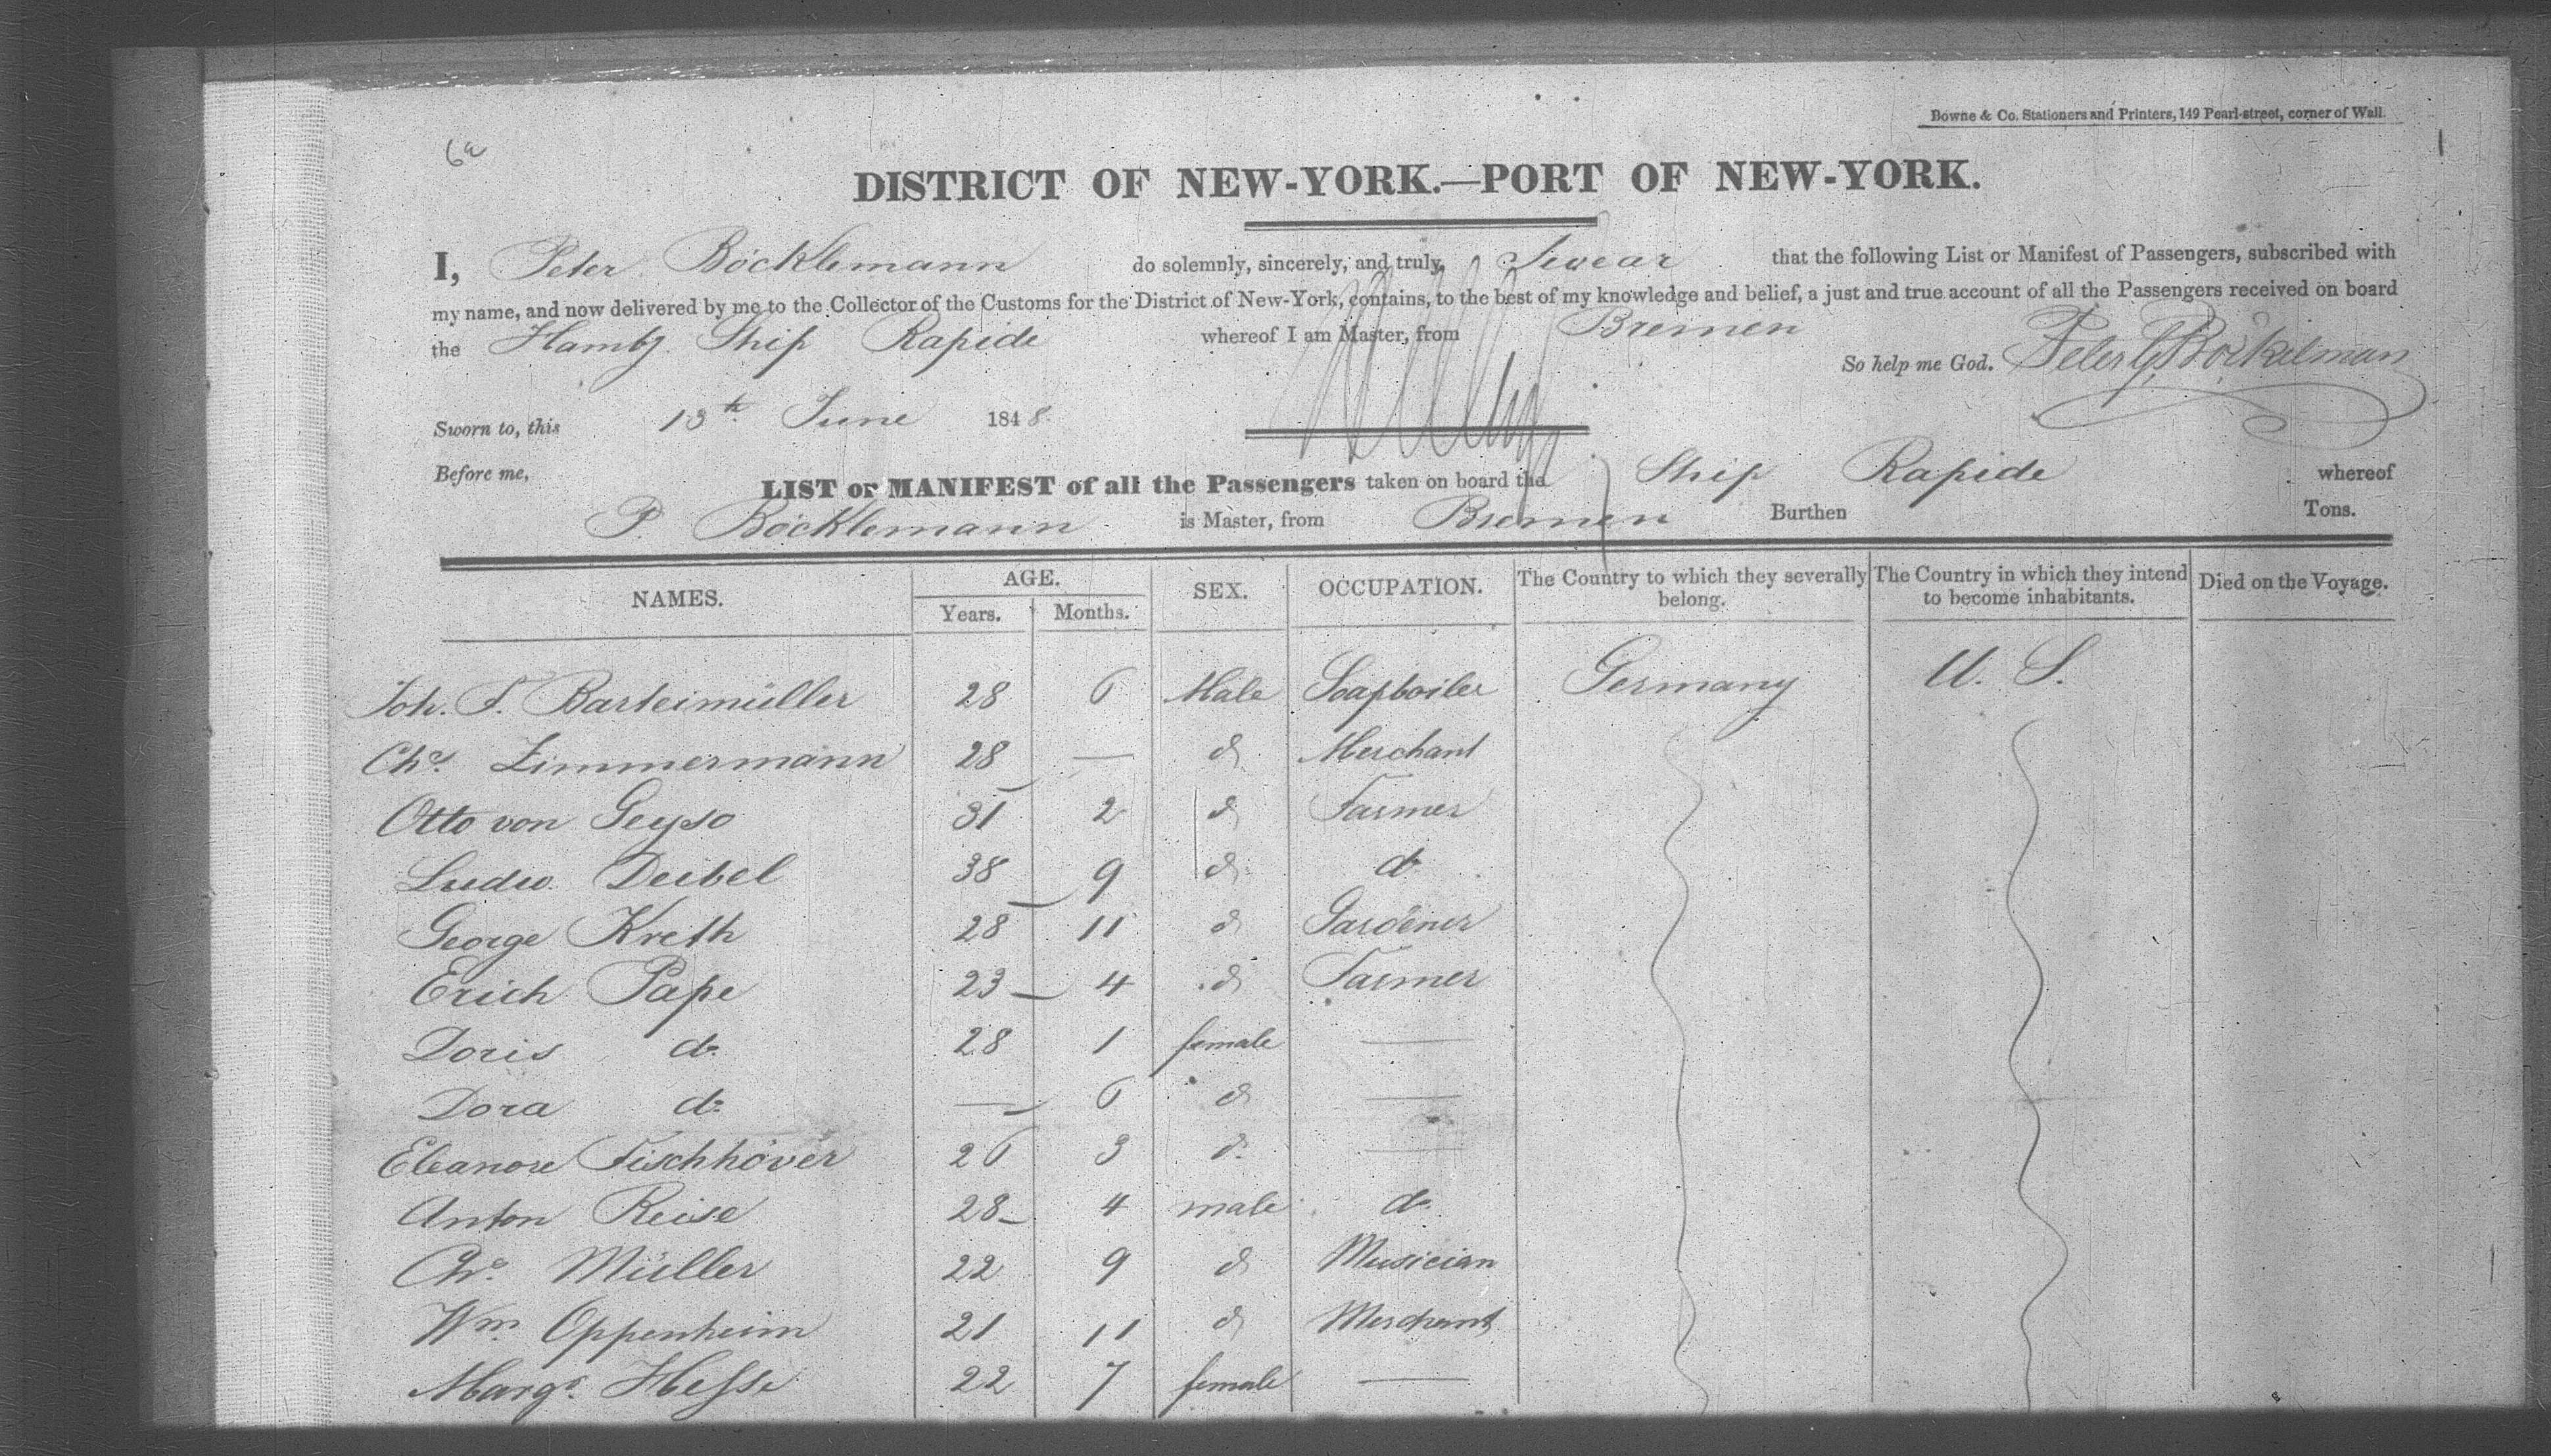 Bowne & Co. Stationers and Printers, 149 Pearl-street, corner of Wall.
DISTRICT OF NEW-YORK.—PORT OF NEW-YORK.
I, Peter Böcklemann do solemnly, sincerely, and truly, Swear that the following List or Manifest of Passengers, subscribed with
my name, and now delivered by me to the Collector of the Customs for the District of New-York, contains, to the best of my knowledge and belief, a just and true account of all the Passengers received on board
the Hambg. Ship Rapide whereof I am Master, from Bremen
So help me God. Peter G Böckelman
Sworn to, this 13th June 1848.
Before me,
LIST or MANIFEST of all the Passengers taken on board the Ship Rapide whereof
P. Böcklemann is Master, from Bremen Burthen Tons.
NAMES. AGE. Years. Months. SEX. OCCUPATION. The Country to which they severally belong. The Country in which they intend to become inhabitants. Died on the Voyage.
Joh. F. Barteimüller 28 6 Male Soapboiler Germany U. S.
Chr. Zimmermann 28 — do Merchant
Otto von Geyso 31 2 do Farmer
Ludw. Deibel 38 9 do do
George Kreth 28 11 do Gardener
Erich Pape 23 4 do Farmer
Doris do 28 1 female —
Dora do — 6 do —
Eleanore Fischhöver 26 3 do —
Anton Reise 28 4 male do
Chr. Müller 22 9 do Musician
Wm. Oppenheim 21 11 do Merchant
Marge. Hesse 22 7 female —